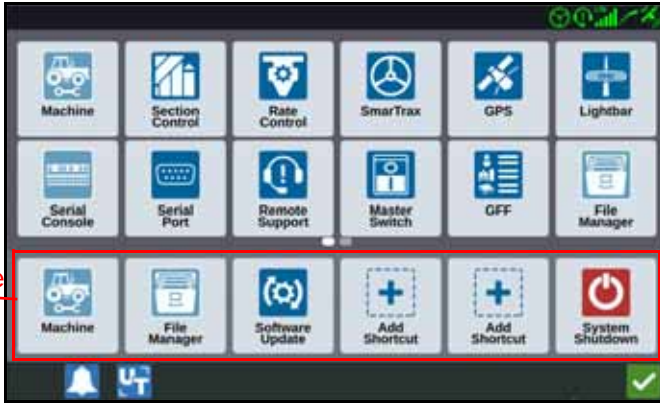 Machine
Section Control
Rate Control
SmarTrax
GPS
Lightbar
Serial Console
Serial Port
Remote Support
Master Switch
GFF
File Manager
e
Machine
File Manager
Software Update
Add Shortcut
Add Shortcut
System Shutdown
UT